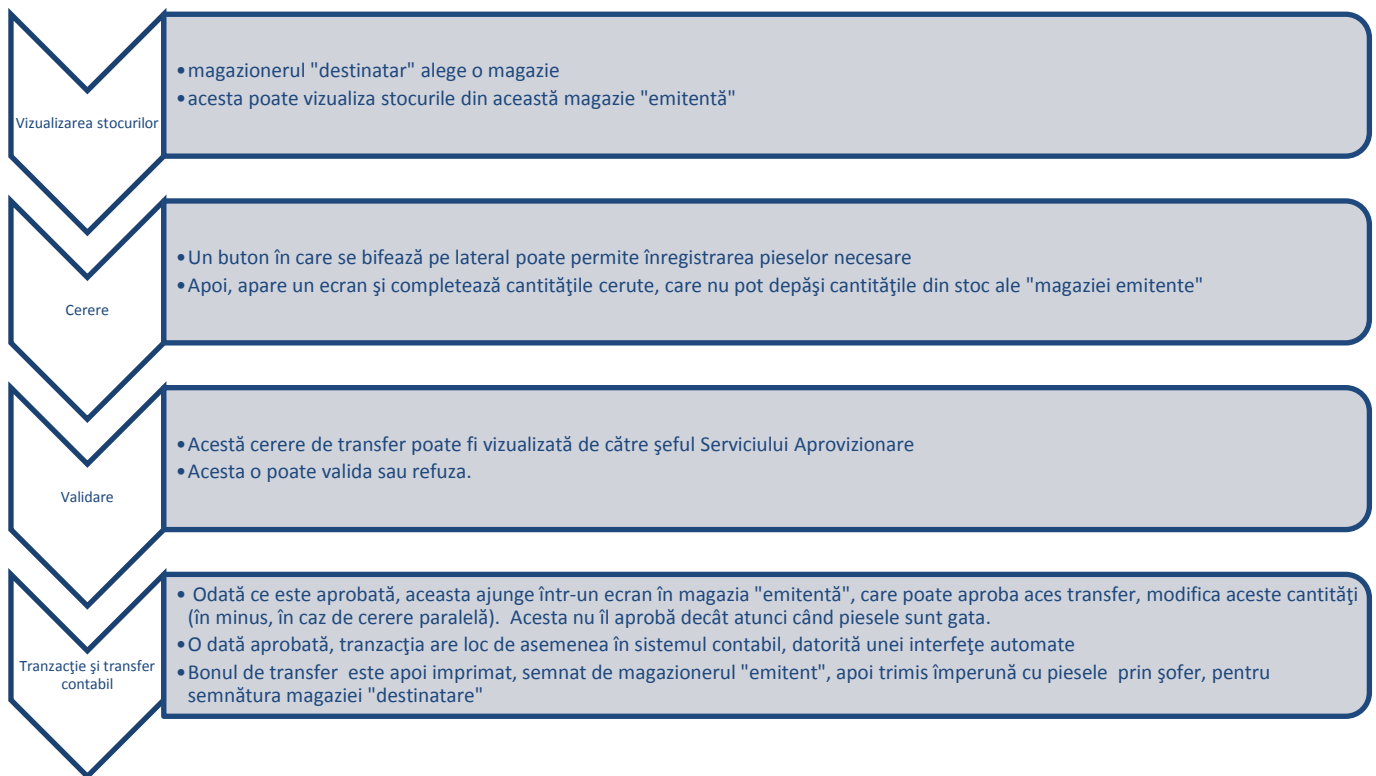 Vizualizarea stocurilor
•magazionerul "destinatar" alege o magazie
•acesta poate vizualiza stocurile din această magazie "emitentă"
Cerere
•Un buton în care se bifează pe lateral poate permite înregistrarea pieselor necesare
•Apoi, apare un ecran şi completează cantităţile cerute, care nu pot depăşi cantităţile din stoc ale "magaziei emitente"
Validare
•Acestă cerere de transfer poate fi vizualizată de către şeful Serviciului Aprovizionare
•Acesta o poate valida sau refuza.
Tranzacţie şi transfer
contabil
• Odată ce este aprobată, aceasta ajunge într-un ecran în magazia "emitentă", care poate aproba aces transfer, modifica aceste cantităţi
(în minus, în caz de cerere paralelă). Acesta nu îl aprobă decât atunci când piesele sunt gata.
•O dată aprobată, tranzacţia are loc de asemenea în sistemul contabil, datorită unei interfeţe automate
•Bonul de transfer este apoi imprimat, semnat de magazionerul "emitent", apoi trimis împerună cu piesele prin şofer, pentru
semnătura magaziei "destinatare"